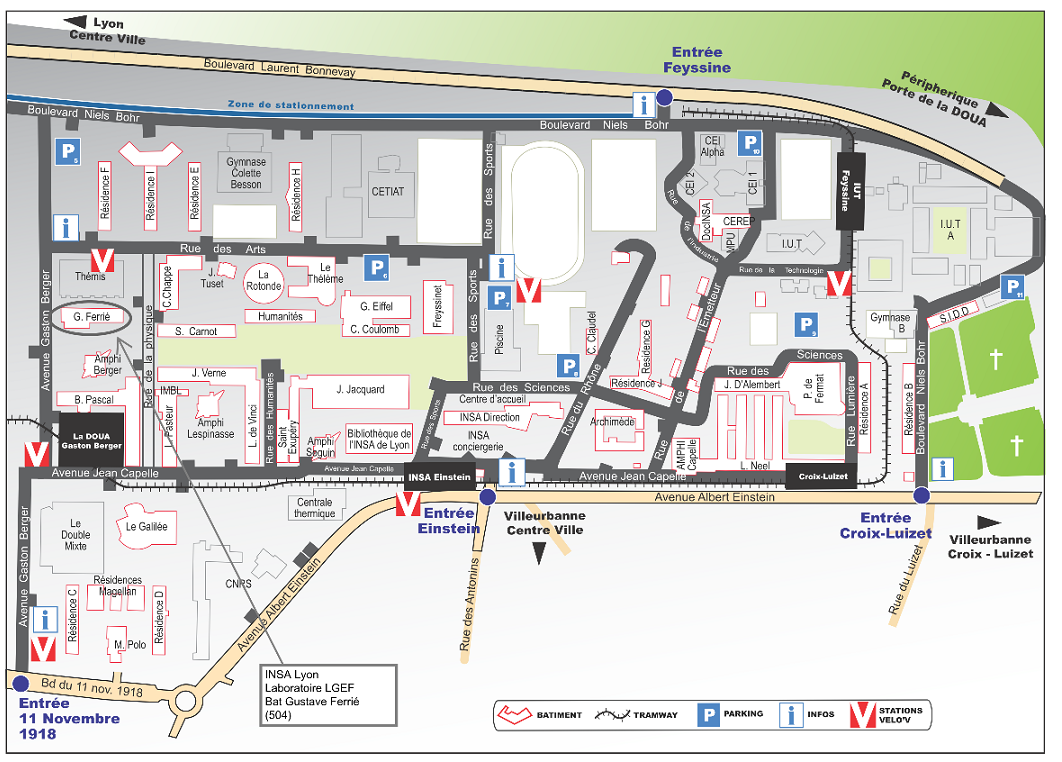 Lyon
Centre Ville
Boulevard Laurent Bonnevay
Entrée
Feyssine
Périphérique
Porte de la DOUA
Zone de stationnement
Boulevard Niels Bohr
Boulevard Niels Bohr
P5
Résidence F
Résidence I
Résidence E
Gymnase
Colette
Besson
Résidence H
CETIAT
Rue des Sports
CEI
Alpha
P10
CEI 2
CEI 1
IUT
Feyssine
Rue de l'Industrie
DocINSA
CEREP
MPU
I.U.T
I.U.T
A
Rue des Arts
Rue de la Technologie
Avenue Gaston Berger
Thémis
G. Ferrié
Amphi
Berger
B. Pascal
Rue de la physique
C. Chappe
J.
Tuset
La
Rotonde
Le
Thélème
P6
Humanités
S. Carnot
G. Eiffel
C. Coulomb
Freyssinet
Rue des Sports
P7
Piscine
P8
C. Claudel
Résidence G
Résidence J
Rue de l'Emetteur
P9
P11
Gymnase
B
S.I.D.D
J. Verne
IMBL
Pasteur
Amphi
Lespinasse
L. de Vinci
Rue des Humanités
J. Jacquard
Saint
Exupéry
Amphi
Seguin
Bibliothèque de
l'INSA de Lyon
Rue des Sports
Rue des Sciences
Centre d'accueil
INSA Direction
INSA
conciergerie
Rue du Rhône
Archimède
Rue des Sciences
J. D'Alembert
P. de
Fermat
Rue Lumière
Résidence A
Résidence B
Boulevard Niels Bohr
AMPHI
Capelle
L. Neel
La DOUA
Gaston Berger
Avenue Jean Capelle
Avenue Jean Capelle
INSA Einstein
Avenue Jean Capelle
Croix-Luizet
Avenue Albert Einstein
Avenue Gaston Berger
Le
Double
Mixte
Le Galilée
Centrale
thermique
Entrée
Einstein
Villeurbanne
Centre Ville
Entrée
Croix-Luizet
Villeurbanne
Croix - Luizet
CNRS
Résidences
Magellan
Résidence C
Résidence D
M. Polo
Avenue Albert Einstein
Rue des Antonins
Rue du Luizet
Bd du 11 nov. 1918
Entrée
11 Novembre
1918
INSA Lyon
Laboratoire LGEF
Bat Gustave Ferrié
(504)
BATIMENT
TRAMWAY
P PARKING
i INFOS
V STATIONS
VELO'V